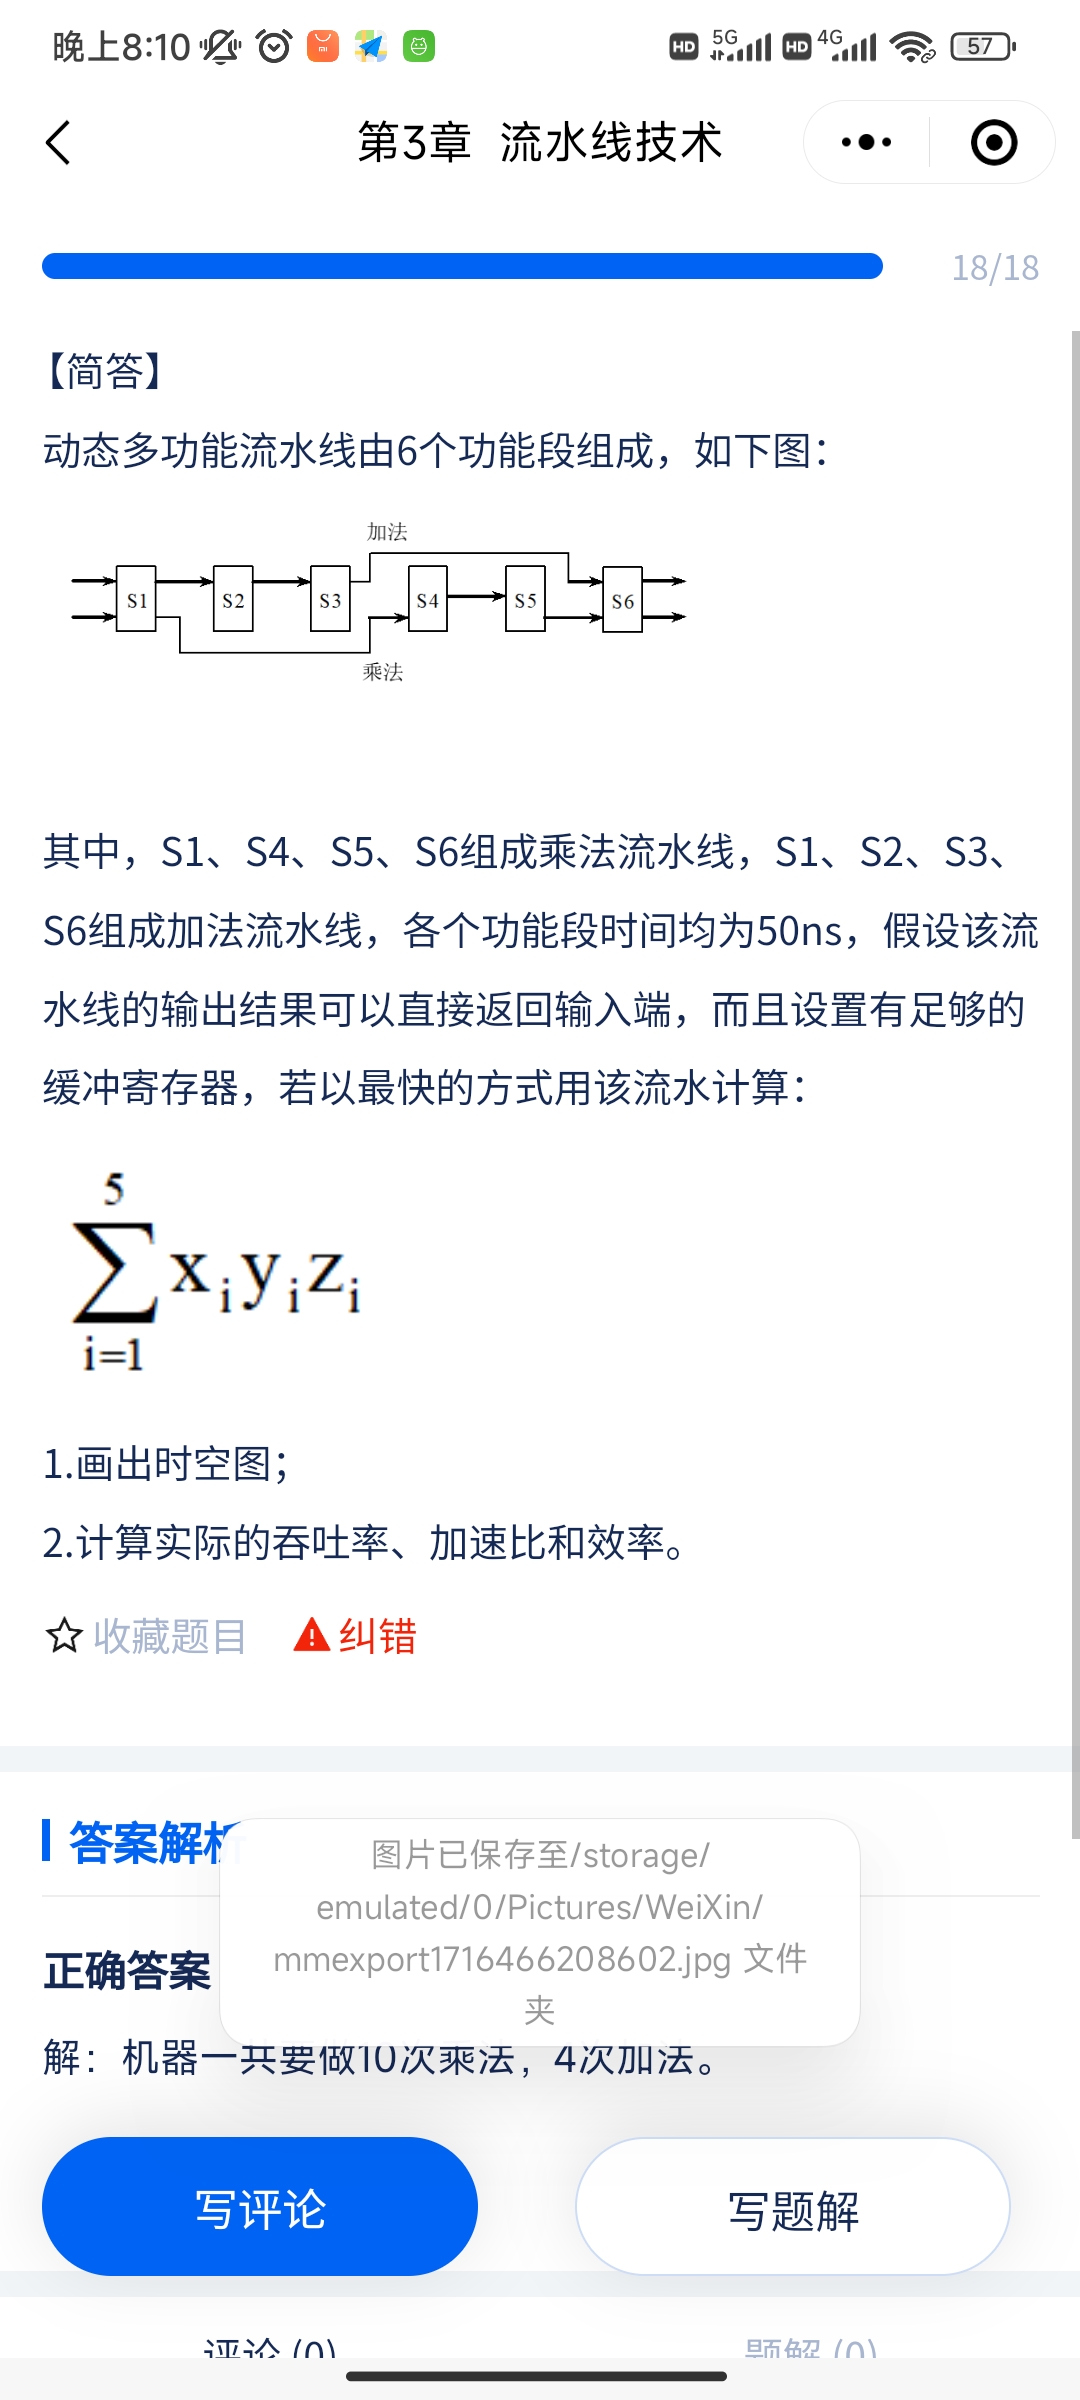 晚上8:10 HD 5G HD 4G 57
第3章 流水线技术
18/18
【简答】
动态多功能流水线由6个功能段组成，如下图：
加法
S1 S2 S3 S4 S5 S6
乘法
其中，S1、S4、S5、S6组成乘法流水线，S1、S2、S3、
S6组成加法流水线，各个功能段时间均为50ns，假设该流
水线的输出结果可以直接返回输入端，而且设置有足够的
缓冲寄存器，若以最快的方式用该流水计算：
5
∑xᵢyᵢzᵢ
i=1
1.画出时空图；
2.计算实际的吞吐率、加速比和效率。
收藏题目 纠错
答案解析
图片已保存至/storage/
emulated/0/Pictures/WeiXin/
mmexport1716466208602.jpg 文件
夹
正确答案
解：机器一共要做10次乘法，4次加法。
写评论 写题解
评论 (0) 题解 (0)